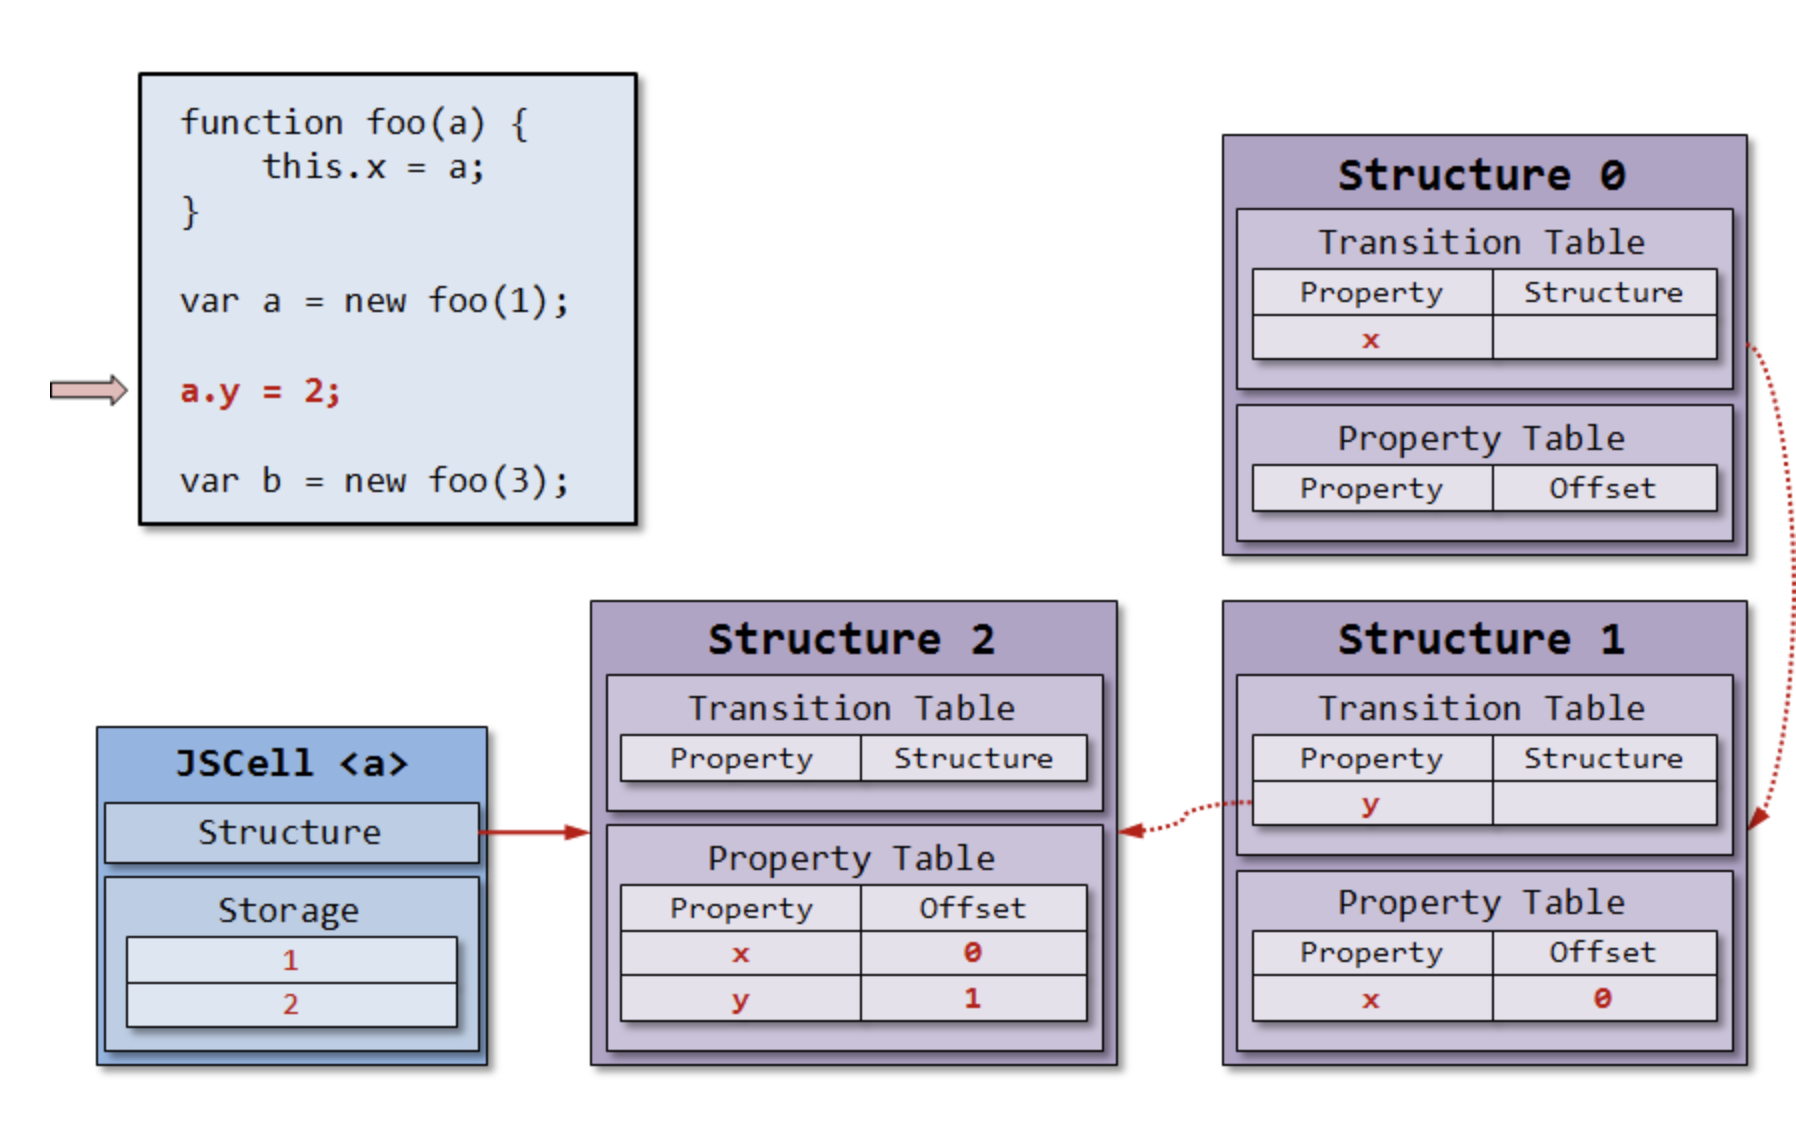 function foo(a) {
    this.x = a;
}
var a = new foo(1);
a.y = 2;
var b = new foo(3);
Structure 0
Transition Table
Property Structure
x
Property Table
Property Offset
JSCell <a>
Structure
Storage
1
2
Structure 2
Transition Table
Property Structure
Property Table
Property Offset
x 0
y 1
Structure 1
Transition Table
Property Structure
y
Property Table
Property Offset
x 0